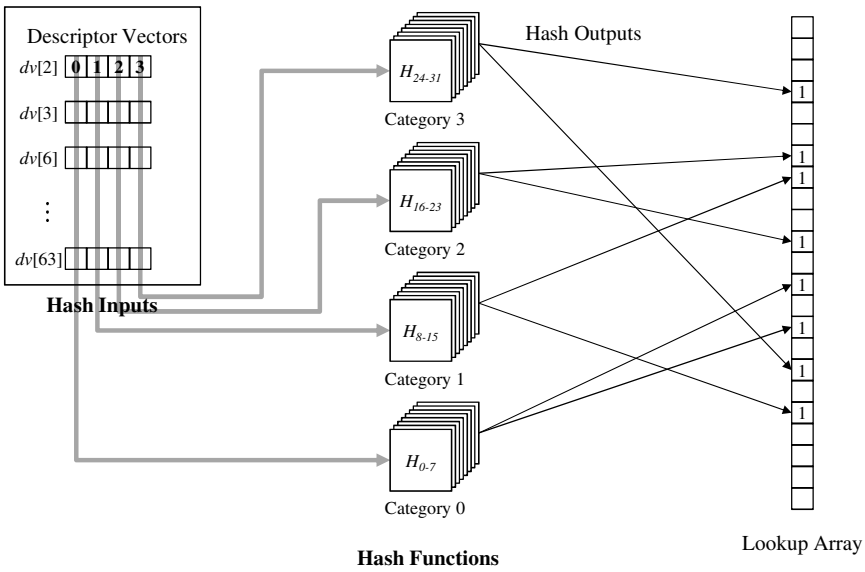 Descriptor Vectors
dv[2] 0 1 2 3
dv[3]
dv[6]
⋮
dv[63]
Hash Inputs
H24-31
Category 3
H16-23
Category 2
H8-15
Category 1
H0-7
Category 0
Hash Functions
Hash Outputs
1
1
1
1
1
1
1
1
Lookup Array